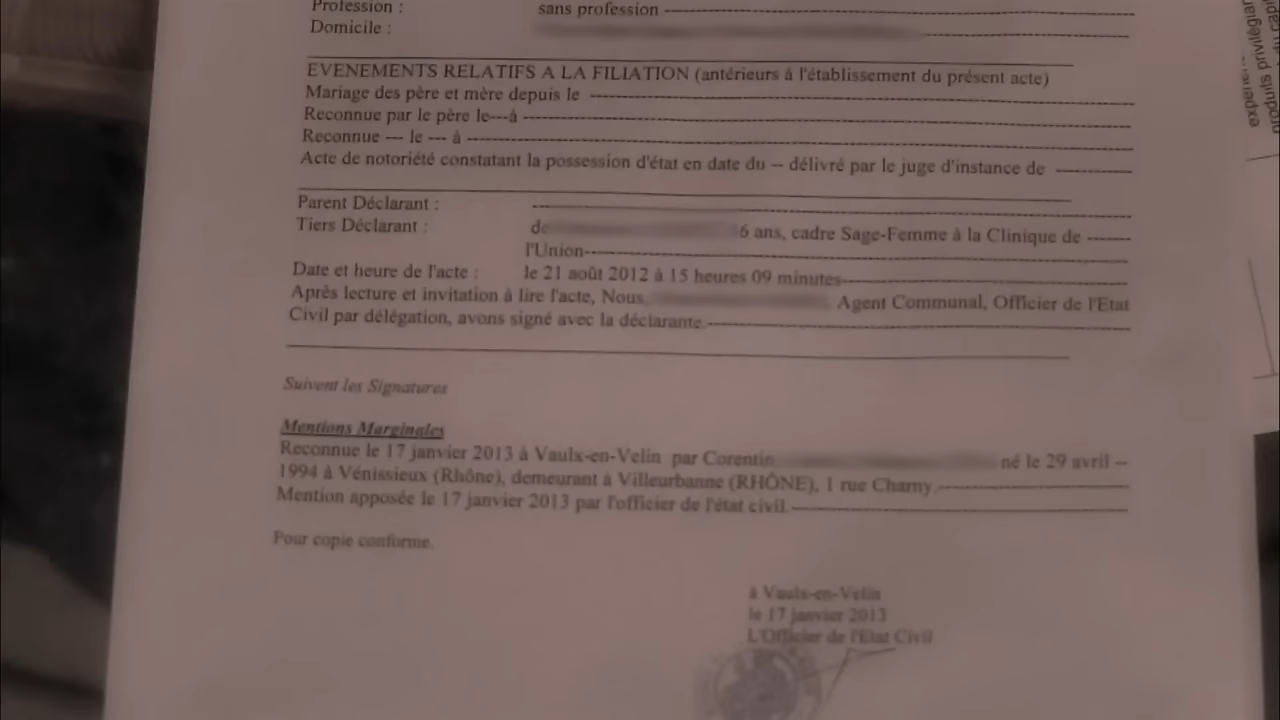 Profession : sans profession
Domicile :
EVENEMENTS RELATIFS A LA FILIATION (antérieurs à l'établissement du présent acte)
Mariage des père et mère depuis le
Reconnue par le père le---à
Reconnue --- le --- à
Acte de notoriété constatant la possession d'état en date du -- délivré par le juge d'instance de
Parent Déclarant :
Tiers Déclarant : de 6 ans, cadre Sage-Femme à la Clinique de
l'Union
Date et heure de l'acte : le 21 août 2012 à 15 heures 09 minutes
Après lecture et invitation à lire l'acte, Nous, Agent Communal, Officier de l'Etat
Civil par délégation, avons signé avec la déclarante.
Suivent les Signatures
Mentions Marginales
Reconnue le 17 janvier 2013 à Vaulx-en-Velin par Corentin né le 29 avril --
1994 à Vénissieux (Rhône), demeurant à Villeurbanne (RHÔNE), 1 rue Charny.
Mention apposée le 17 janvier 2013 par l'officier de l'état civil.
Pour copie conforme.
à Vaulx-en-Velin
le 17 janvier 2013
L'Officier de l'Etat Civil